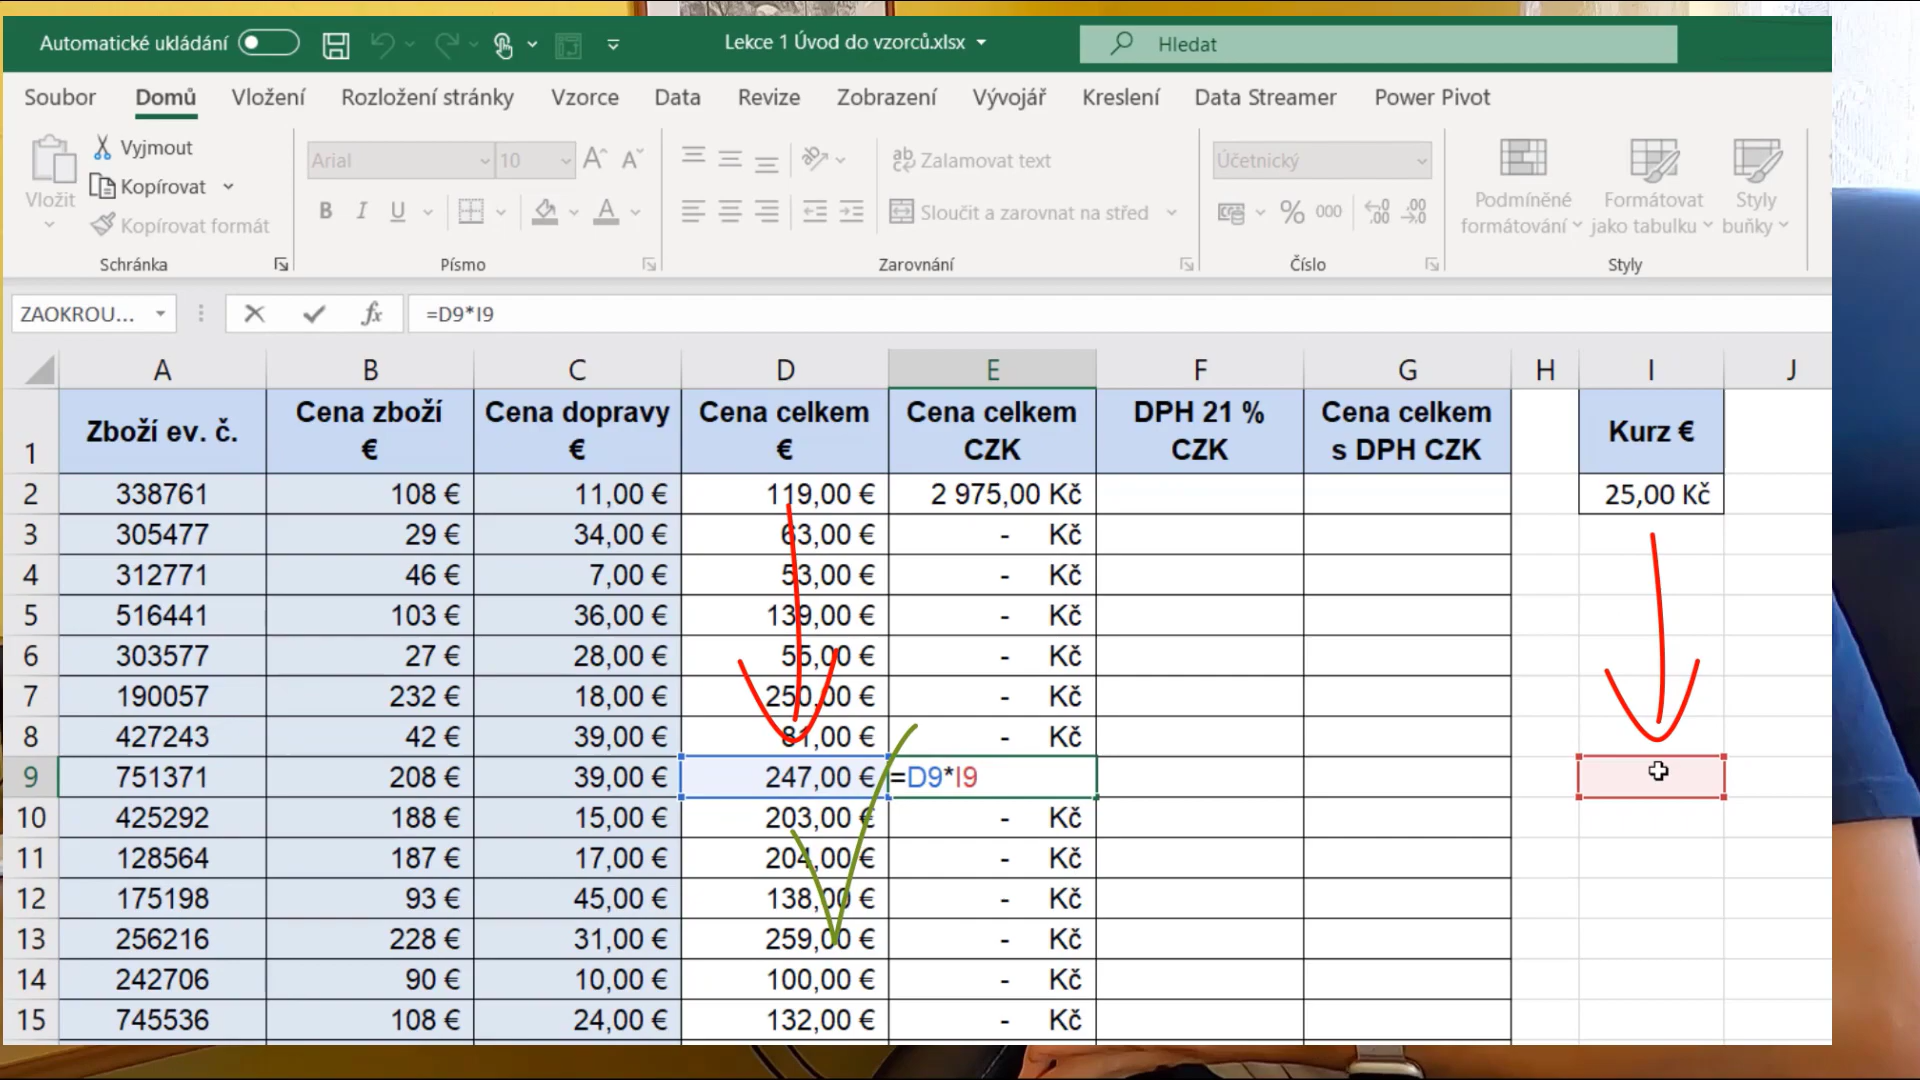 Automatické ukládání
Lekce 1 Úvod do vzorců.xlsx
Hledat
Soubor Domů Vložení Rozložení stránky Vzorce Data Revize Zobrazení Vývojář Kreslení Data Streamer Power Pivot
Vložit
Vyjmout
Kopírovat
Kopírovat formát
Schránka
Arial 10
B I U
Písmo
Zalamovat text
Sloučit a zarovnat na střed
Zarovnání
Účetnický
% 000
Číslo
Podmíněné formátování
Formátovat jako tabulku
Styly buňky
Styly
ZAOKROU... fx =D9*I9
A B C D E F G H I J
1 Zboží ev. č. Cena zboží € Cena dopravy € Cena celkem € Cena celkem CZK DPH 21 % CZK Cena celkem s DPH CZK Kurz €
2 338761 108 € 11,00 € 119,00 € 2 975,00 Kč 25,00 Kč
3 305477 29 € 34,00 € 63,00 € - Kč
4 312771 46 € 7,00 € 53,00 € - Kč
5 516441 103 € 36,00 € 139,00 € - Kč
6 303577 27 € 28,00 € 55,00 € - Kč
7 190057 232 € 18,00 € 250,00 € - Kč
8 427243 42 € 39,00 € 81,00 € - Kč
9 751371 208 € 39,00 € 247,00 € =D9*I9
10 425292 188 € 15,00 € 203,00 € - Kč
11 128564 187 € 17,00 € 204,00 € - Kč
12 175198 93 € 45,00 € 138,00 € - Kč
13 256216 228 € 31,00 € 259,00 € - Kč
14 242706 90 € 10,00 € 100,00 € - Kč
15 745536 108 € 24,00 € 132,00 € - Kč